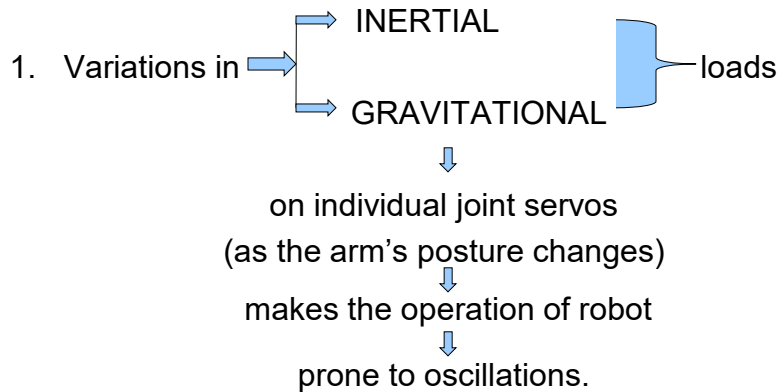 INERTIAL
1. Variations in
loads
GRAVITATIONAL
on individual joint servos
(as the arm's posture changes)
makes the operation of robot
prone to oscillations.